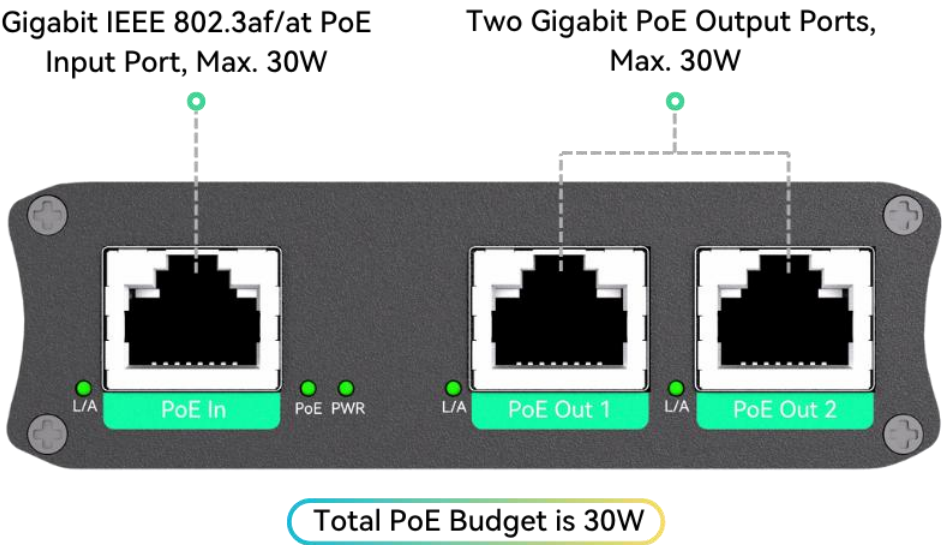 Gigabit IEEE 802.3af/at PoE
Input Port, Max. 30W
Two Gigabit PoE Output Ports,
Max. 30W
L/A
PoE In
PoE PWR
L/A
PoE Out 1
L/A
PoE Out 2
Total PoE Budget is 30W